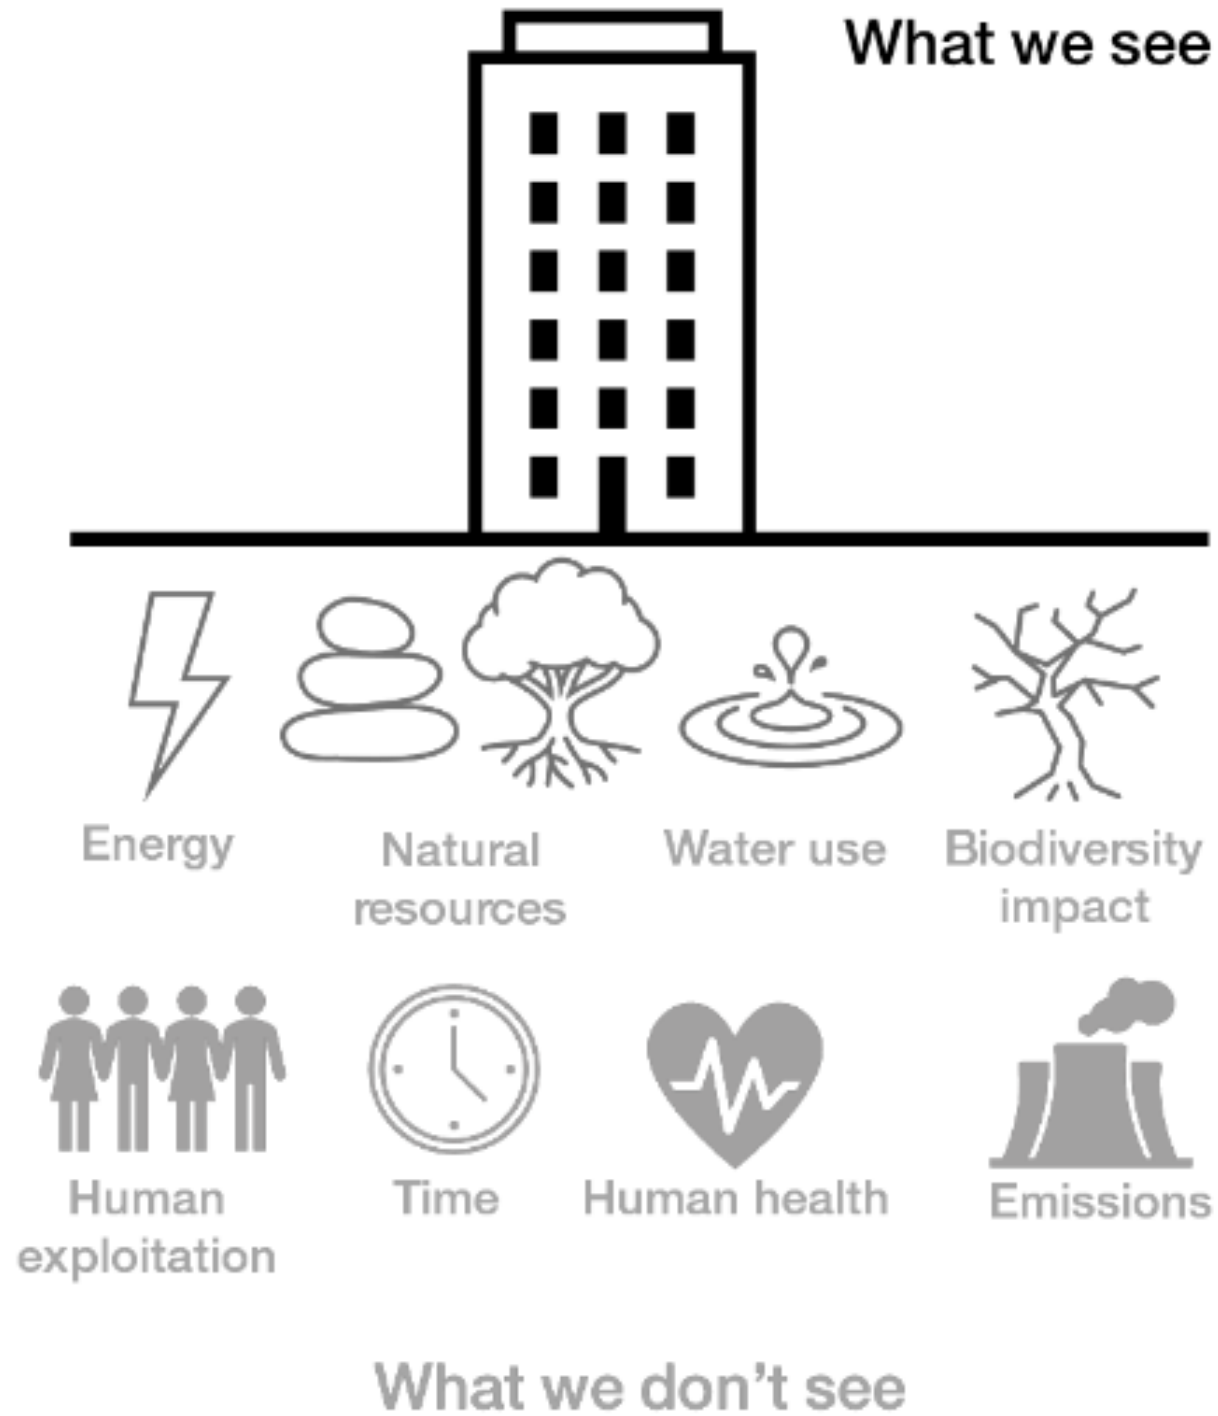 What we see
Energy
Natural
resources
Water use
Biodiversity
impact
Human
exploitation
Time
Human health
Emissions
What we don't see